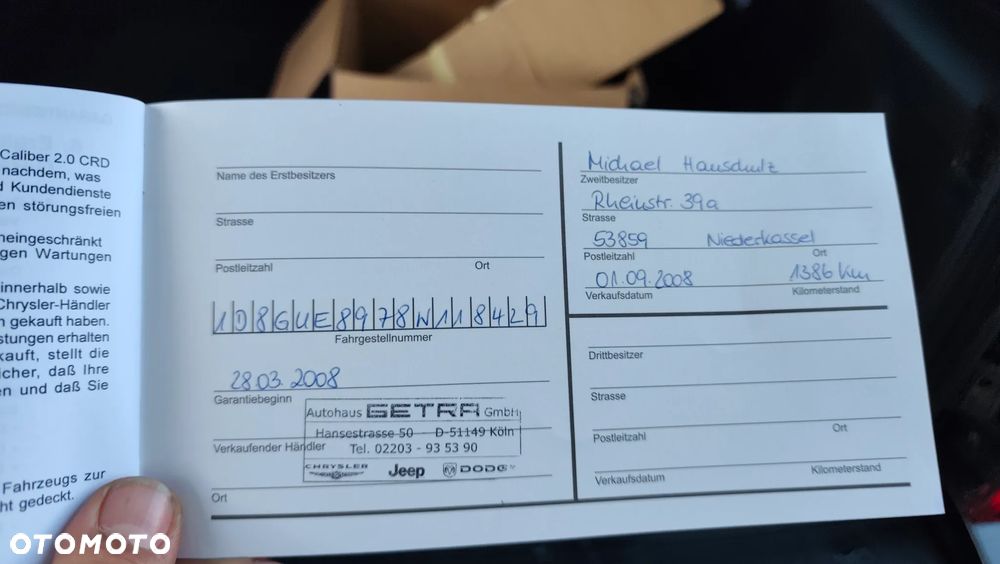 Caliber 2.0 CRD
nachdem, was
d Kundendienste
en störungsfreien
neingeschränkt
gen Wartungen
innerhalb sowie
Chrysler-Händler
n gekauft haben.
stungen erhalten
kauft, stellt die
icher, daß Ihre
en und daß Sie
Fahrzeugs zur
ht gedeckt.
Name des Erstbesitzers
Strasse
Postleitzahl Ort
1D8GUE8978W118429
Fahrgestellnummer
28.03.2008
Garantiebeginn
Autohaus GETRA GmbH
Hansestrasse 50 D-51149 Köln
Verkaufender Händler
Tel. 02203 - 93 53 90
CHRYSLER Jeep DODGE
Ort
Michael Hauschulz
Zweitbesitzer
Rheinstr. 39a
Strasse
53859 Niederkassel
Postleitzahl Ort
01.09.2008 1386 Km
Verkaufsdatum Kilometerstand
Drittbesitzer
Strasse
Postleitzahl Ort
Verkaufsdatum Kilometerstand
OTOMOTO